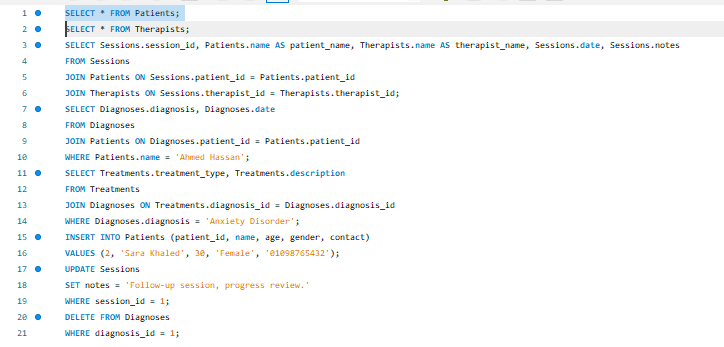 1 SELECT * FROM Patients;
2 SELECT * FROM Therapists;
3 SELECT Sessions.session_id, Patients.name AS patient_name, Therapists.name AS therapist_name, Sessions.date, Sessions.notes
4 FROM Sessions
5 JOIN Patients ON Sessions.patient_id = Patients.patient_id
6 JOIN Therapists ON Sessions.therapist_id = Therapists.therapist_id;
7 SELECT Diagnoses.diagnosis, Diagnoses.date
8 FROM Diagnoses
9 JOIN Patients ON Diagnoses.patient_id = Patients.patient_id
10 WHERE Patients.name = 'Ahmed Hassan';
11 SELECT Treatments.treatment_type, Treatments.description
12 FROM Treatments
13 JOIN Diagnoses ON Treatments.diagnosis_id = Diagnoses.diagnosis_id
14 WHERE Diagnoses.diagnosis = 'Anxiety Disorder';
15 INSERT INTO Patients (patient_id, name, age, gender, contact)
16 VALUES (2, 'Sara Khaled', 30, 'Female', '01098765432');
17 UPDATE Sessions
18 SET notes = 'Follow-up session, progress review.'
19 WHERE session_id = 1;
20 DELETE FROM Diagnoses
21 WHERE diagnosis_id = 1;